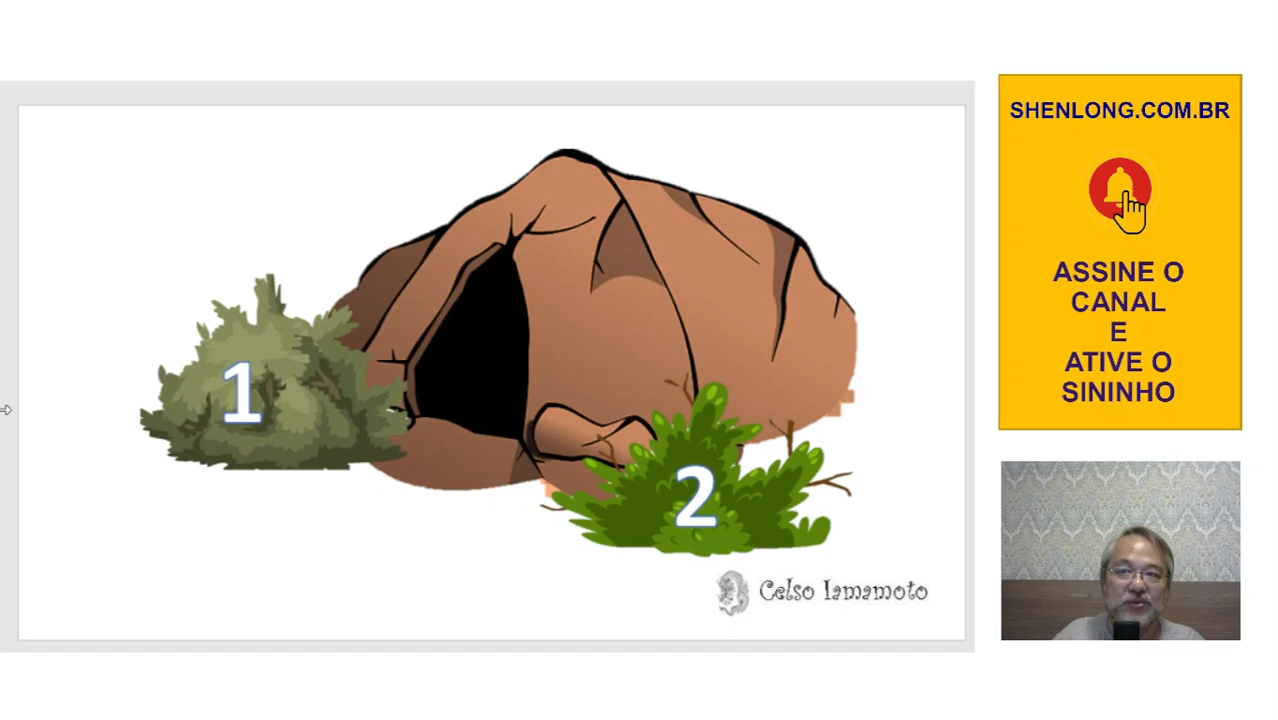 SHENLONG.COM.BR
ASSINE O
CANAL
E
ATIVE O
SININHO
1
2
Celso Iamamoto